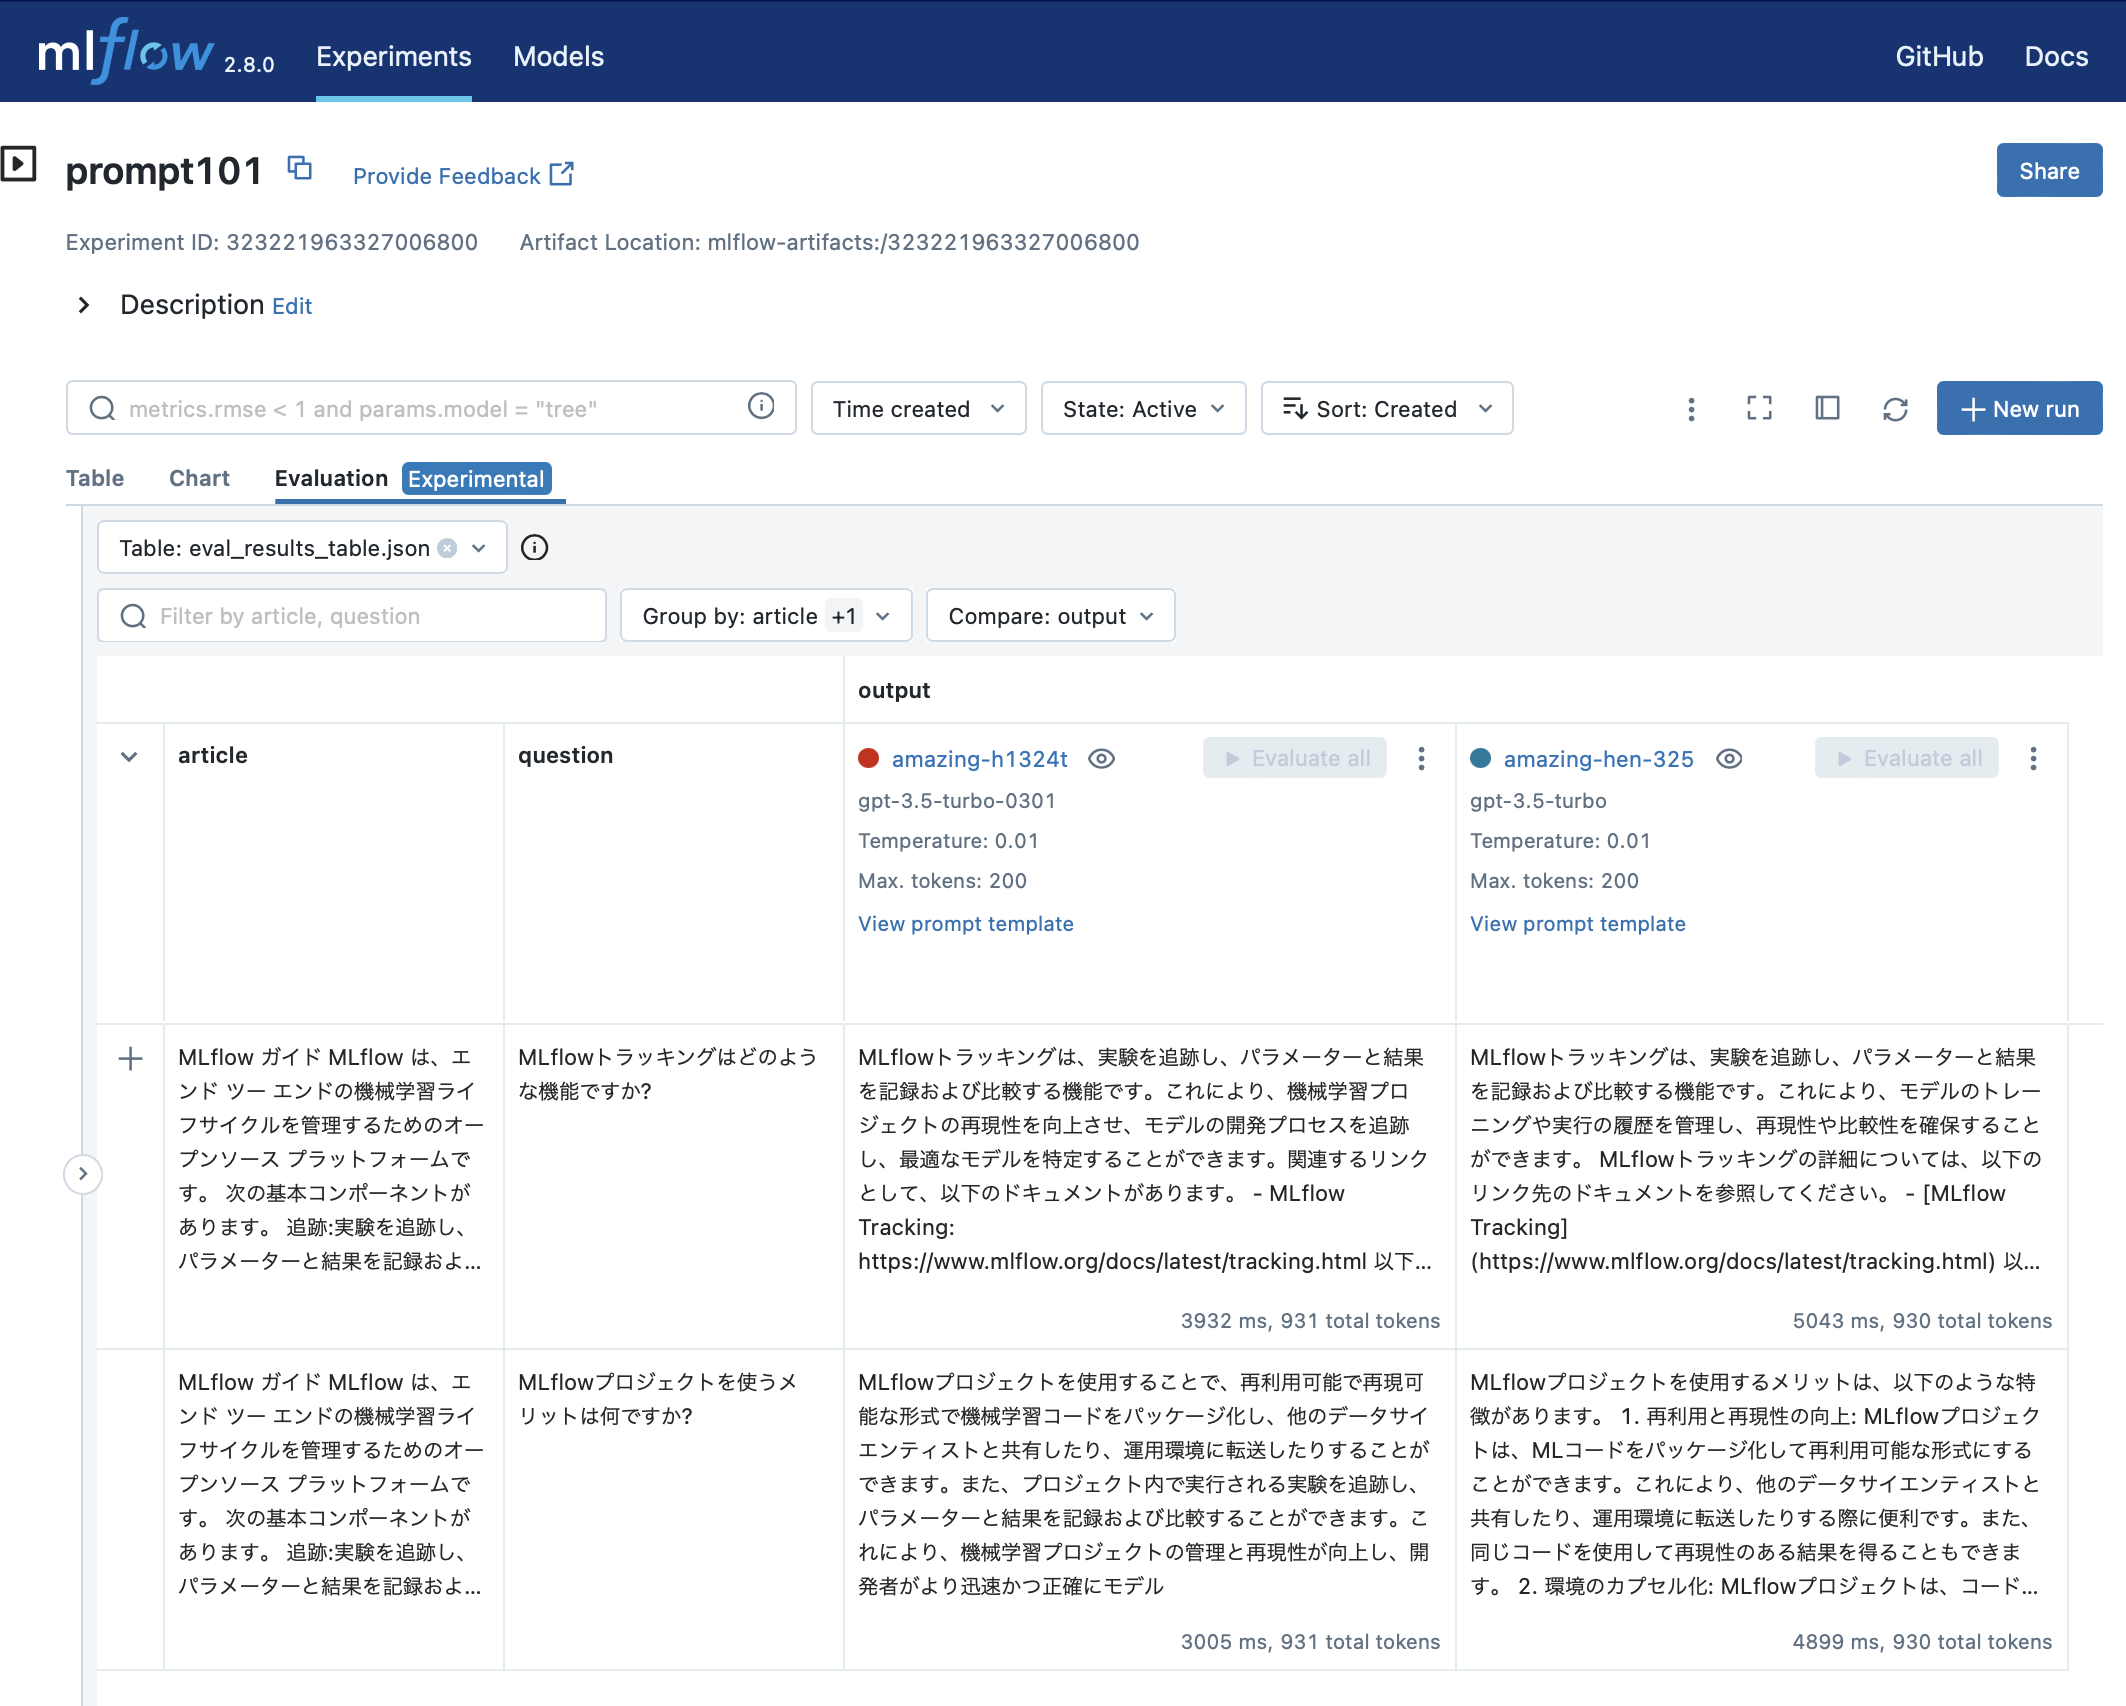 mlflow 2.8.0 Experiments Models GitHub Docs
prompt101 Provide Feedback Share
Experiment ID: 323221963327006800 Artifact Location: mlflow-artifacts:/323221963327006800
Description Edit
metrics.rmse < 1 and params.model = "tree" Time created State: Active Sort: Created New run
Table Chart Evaluation Experimental
Table: eval_results_table.json
Filter by article, question Group by: article +1 Compare: output
output
article
question
amazing-h1324t Evaluate all
gpt-3.5-turbo-0301
Temperature: 0.01
Max. tokens: 200
View prompt template
amazing-hen-325 Evaluate all
gpt-3.5-turbo
Temperature: 0.01
Max. tokens: 200
View prompt template
MLflow ガイド MLflow は、エ
ンド ツー エンドの機械学習ライ
フサイクルを管理するためのオー
プンソース プラットフォームで
す。 次の基本コンポーネントが
あります。 追跡:実験を追跡し、
パラメーターと結果を記録およ...
MLflowトラッキングはどのよう
な機能ですか?
MLflowトラッキングは、実験を追跡し、パラメーターと結果
を記録および比較する機能です。これにより、機械学習プロ
ジェクトの再現性を向上させ、モデルの開発プロセスを追跡
し、最適なモデルを特定することができます。関連するリンク
として、以下のドキュメントがあります。 - MLflow
Tracking:
https://www.mlflow.org/docs/latest/tracking.html 以下...
3932 ms, 931 total tokens
MLflowトラッキングは、実験を追跡し、パラメーターと結果
を記録および比較する機能です。これにより、モデルのトレー
ニングや実行の履歴を管理し、再現性や比較性を確保すること
ができます。 MLflowトラッキングの詳細については、以下の
リンク先のドキュメントを参照してください。 - [MLflow
Tracking]
(https://www.mlflow.org/docs/latest/tracking.html) 以...
5043 ms, 930 total tokens
MLflow ガイド MLflow は、エ
ンド ツー エンドの機械学習ライ
フサイクルを管理するためのオー
プンソース プラットフォームで
す。 次の基本コンポーネントが
あります。 追跡:実験を追跡し、
パラメーターと結果を記録およ...
MLflowプロジェクトを使うメ
リットは何ですか?
MLflowプロジェクトを使用することで、再利用可能で再現可
能な形式で機械学習コードをパッケージ化し、他のデータサイ
エンティストと共有したり、運用環境に転送したりすることが
できます。また、プロジェクト内で実行される実験を追跡し、
パラメーターと結果を記録および比較することができます。こ
れにより、機械学習プロジェクトの管理と再現性が向上し、開
発者がより迅速かつ正確にモデル
3005 ms, 931 total tokens
MLflowプロジェクトを使用するメリットは、以下のような特
徴があります。 1. 再利用と再現性の向上: MLflowプロジェク
トは、MLコードをパッケージ化して再利用可能な形式にする
ことができます。これにより、他のデータサイエンティストと
共有したり、運用環境に転送したりする際に便利です。また、
同じコードを使用して再現性のある結果を得ることもできま
す。 2. 環境のカプセル化: MLflowプロジェクトは、コード...
4899 ms, 930 total tokens